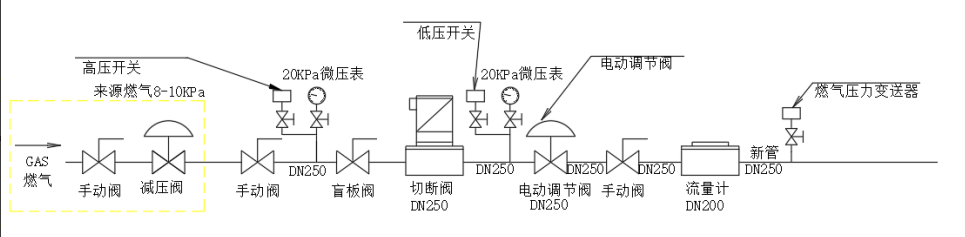 低压开关
高压开关
20KPa微压表
20KPa微压表
电动调节阀
来源燃气8-10KPa
燃气压力变送器
GAS
燃气
手动阀
减压阀
手动阀
DN250
盲板阀
切断阀
DN250
DN250
电动调节阀
DN250
DN250
手动阀
DN250
流量计
DN200
新管
DN250